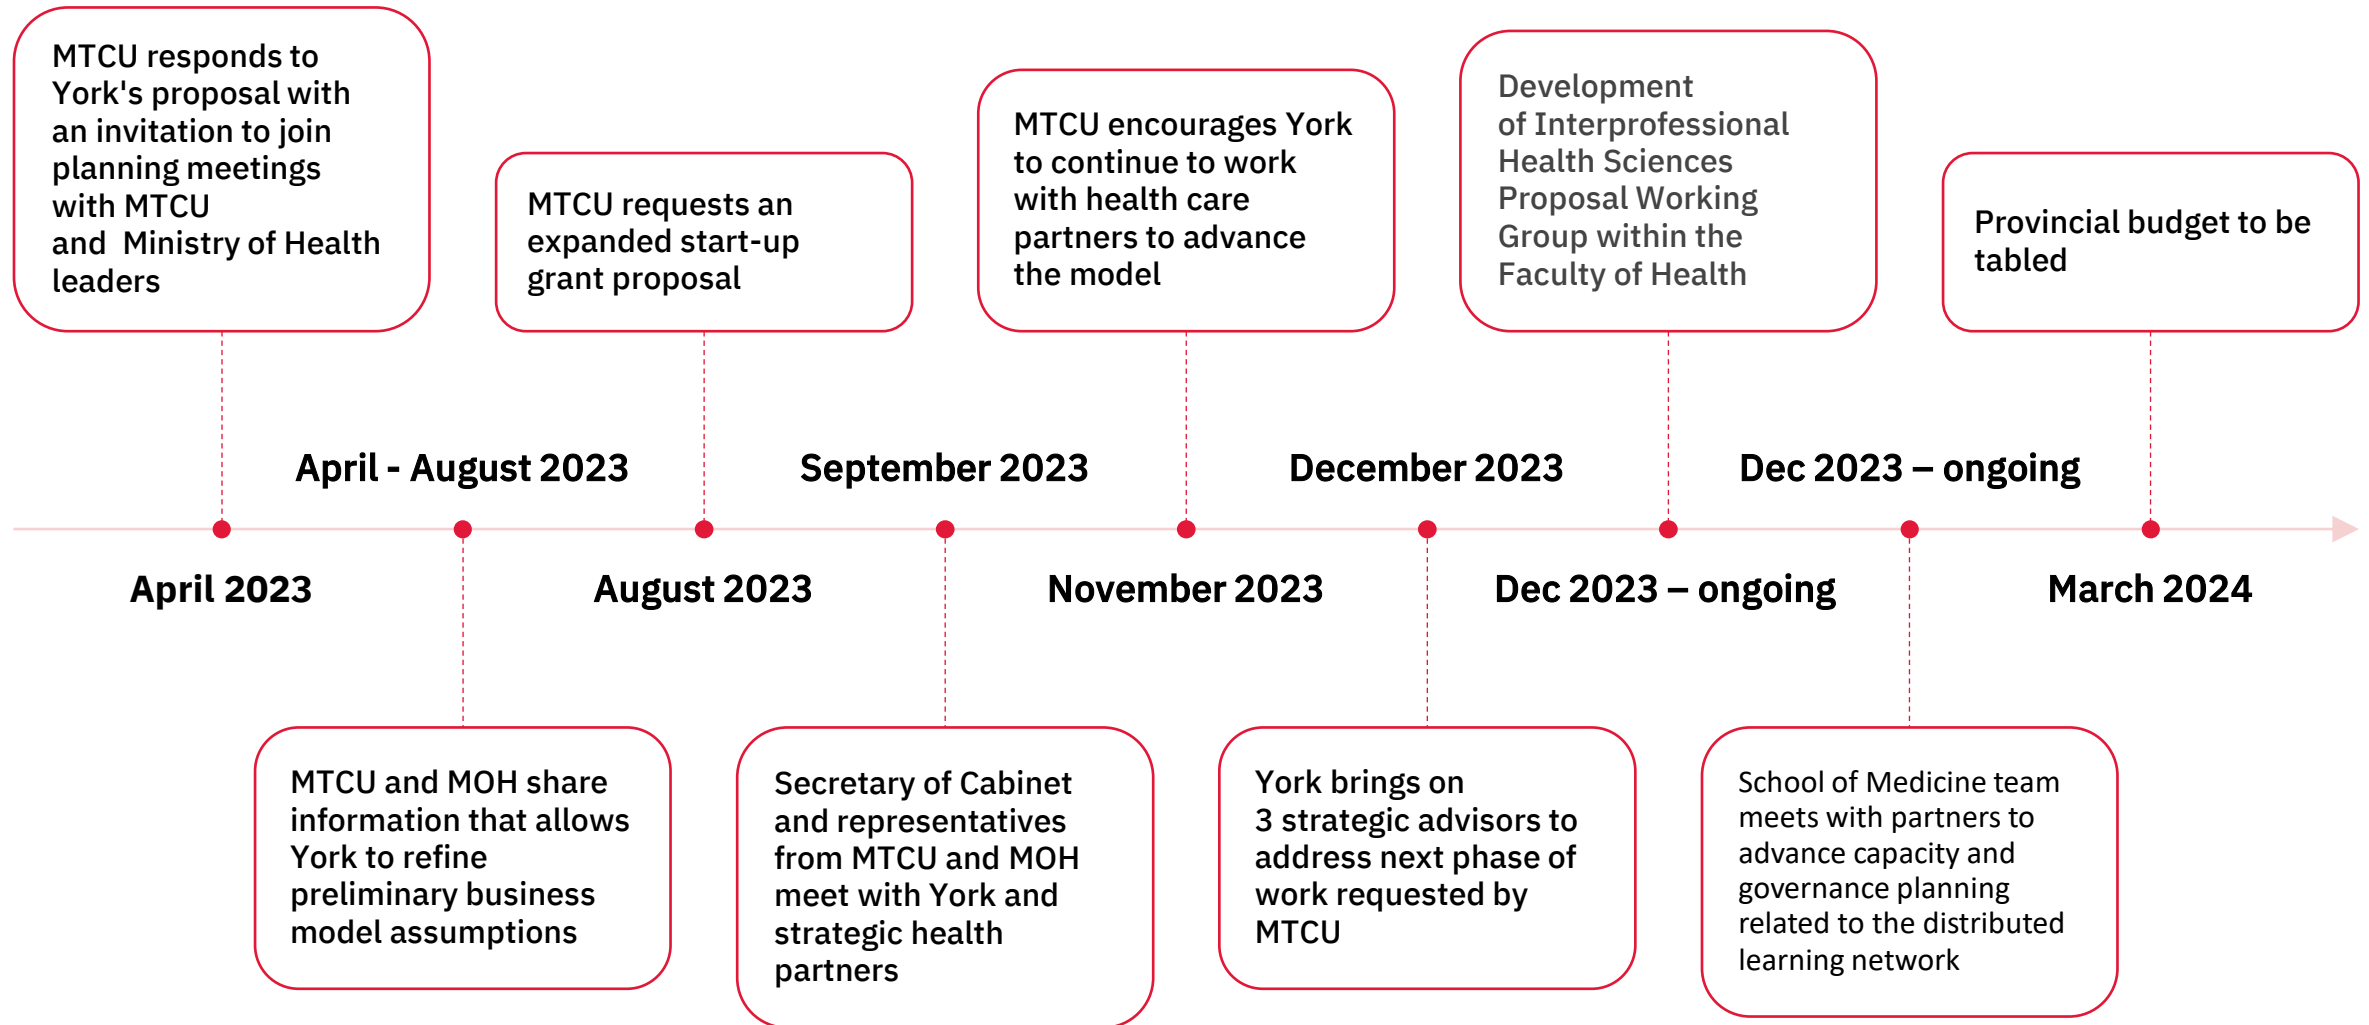 MTCU responds to
York's proposal with
an invitation to join
planning meetings
with MTCU
and  Ministry of Health
leaders
MTCU requests an
expanded start-up
grant proposal
MTCU encourages York
to continue to work
with health care
partners to advance
the model
Development
of Interprofessional
Health Sciences
Proposal Working
Group within the
Faculty of Health
Provincial budget to be
tabled
April - August 2023
September 2023
December 2023
Dec 2023 – ongoing
April 2023
August 2023
November 2023
Dec 2023 – ongoing
March 2024
MTCU and MOH share
information that allows
York to refine
preliminary business
model assumptions
Secretary of Cabinet
and representatives
from MTCU and MOH
meet with York and
strategic health
partners
York brings on
3 strategic advisors to
address next phase of
work requested by
MTCU
School of Medicine team
meets with partners to
advance capacity and
governance planning
related to the distributed
learning network